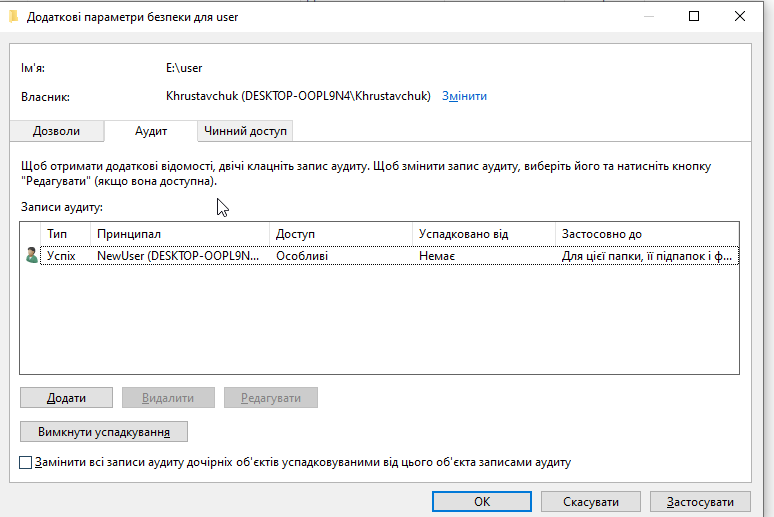 Додаткові параметри безпеки для user
Ім'я: E:\user
Власник: Khrustavchuk (DESKTOP-OOPL9N4\Khrustavchuk) Змінити
Дозволи Аудит Чинний доступ
Щоб отримати додаткові відомості, двічі клацніть запис аудиту. Щоб змінити запис аудиту, виберіть його та натисніть кнопку
"Редагувати" (якщо вона доступна).
Записи аудиту:
Тип Принципал Доступ Успадковано від Застосовно до
Успіх NewUser (DESKTOP-OOPL9N... Особливі Немає Для цієї папки, її підпапок і ф...
Додати Видалити Редагувати
Вимкнути успадкування
Замінити всі записи аудиту дочірніх об'єктів успадковуваними від цього об'єкта записами аудиту
ОК Скасувати Застосувати